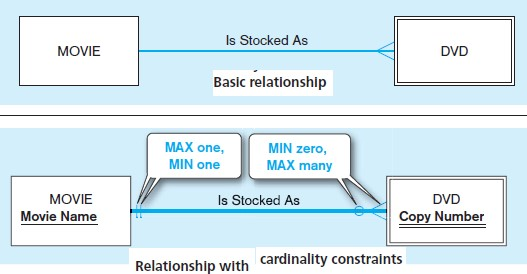 MOVIE
Is Stocked As
DVD
Basic relationship
MAX one,
MIN one
MIN zero,
MAX many
MOVIE
Movie Name
Is Stocked As
DVD
Copy Number
Relationship with cardinality constraints